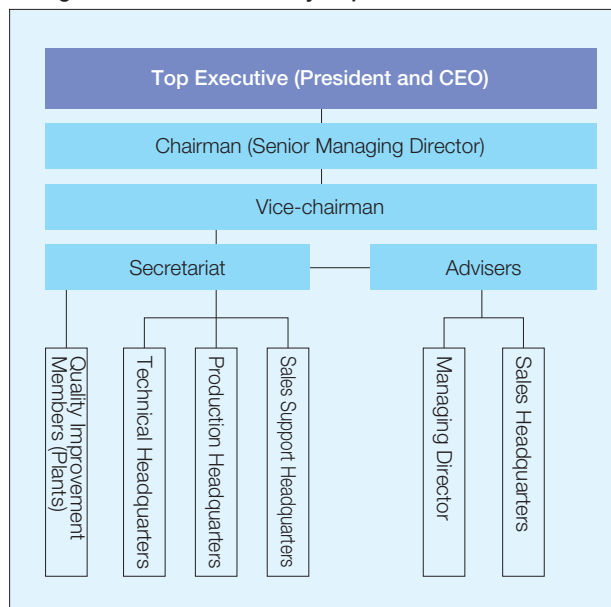 Top Executive (President and CEO)
Chairman (Senior Managing Director)
Vice-chairman
Secretariat
Advisers
Quality Improvement
Members (Plants)
Technical Headquarters
Production Headquarters
Sales Support Headquarters
Managing Director
Sales Headquarters